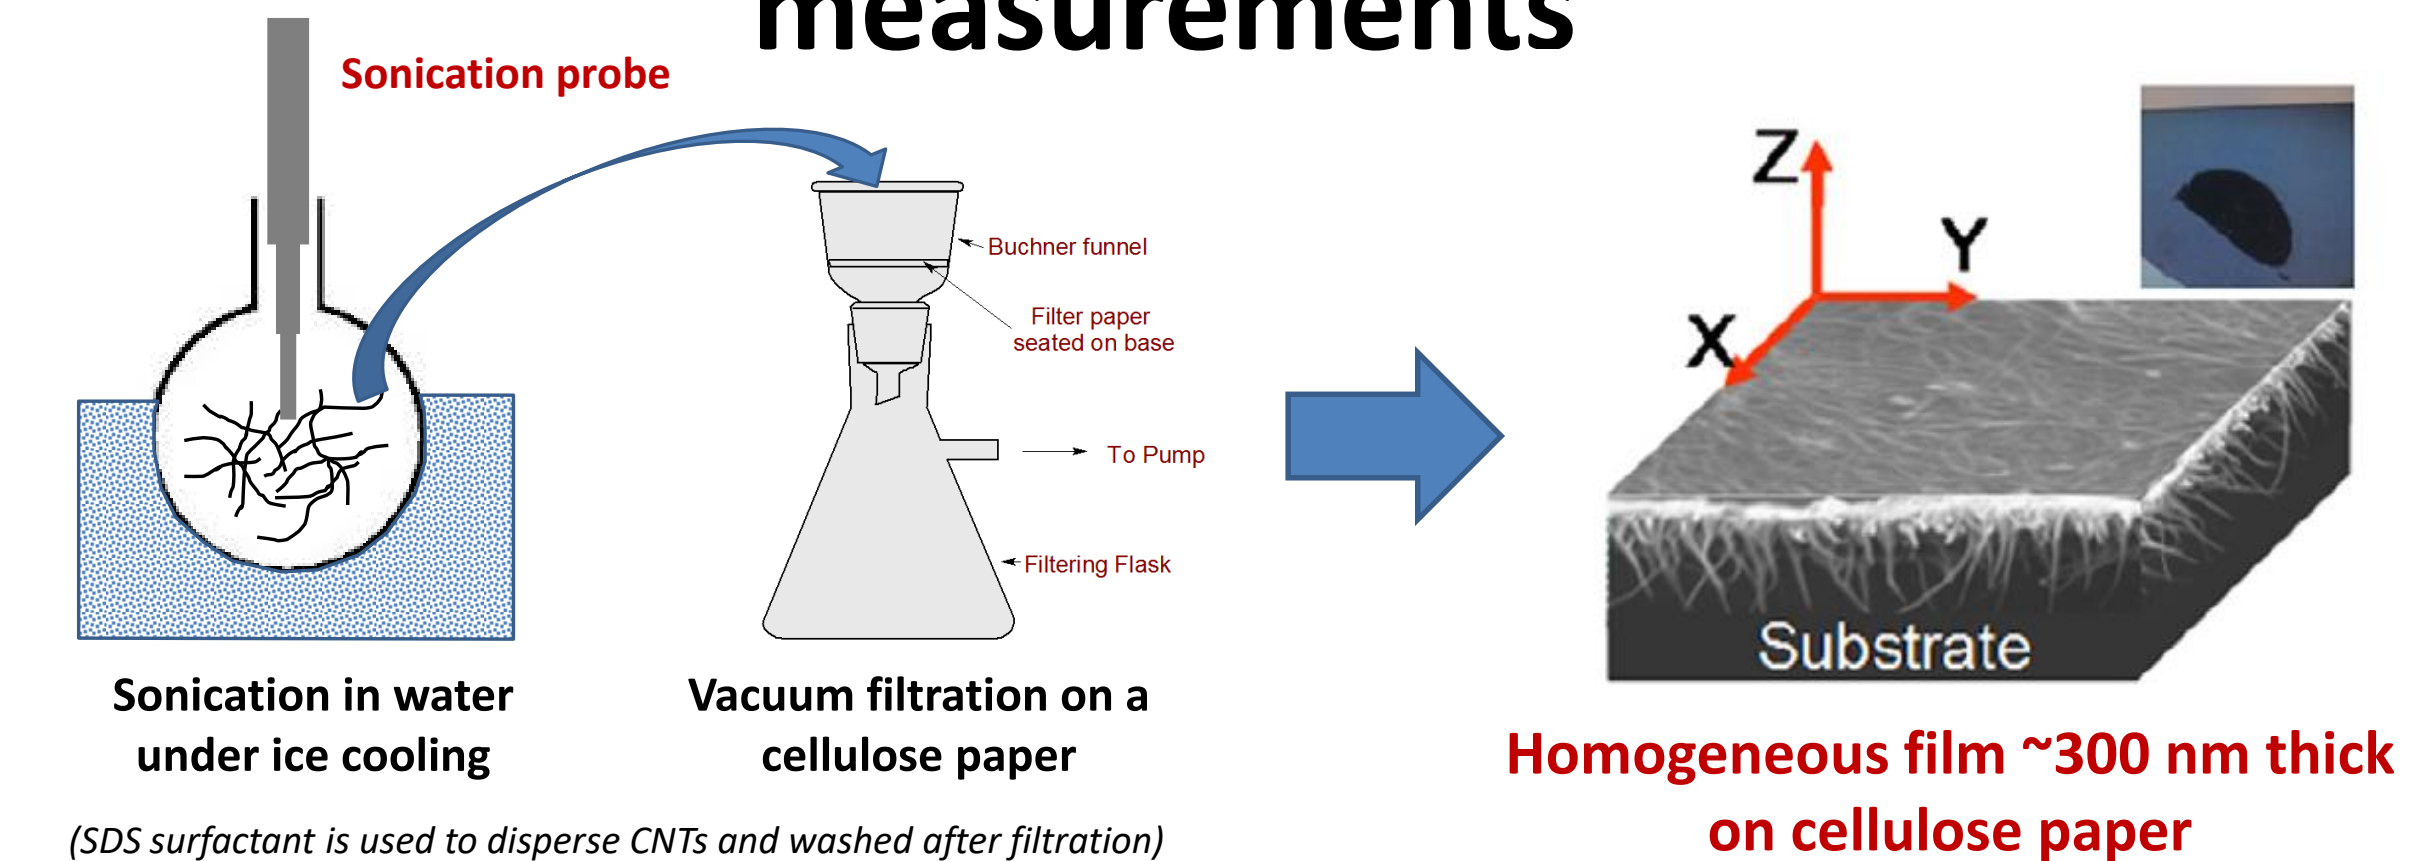 measurements
Sonication probe
Buchner funnel
Filter paper
seated on base
To Pump
Filtering Flask
Z
Y
X
Substrate
Sonication in water
under ice cooling
Vacuum filtration on a
cellulose paper
(SDS surfactant is used to disperse CNTs and washed after filtration)
Homogeneous film ~300 nm thick
on cellulose paper